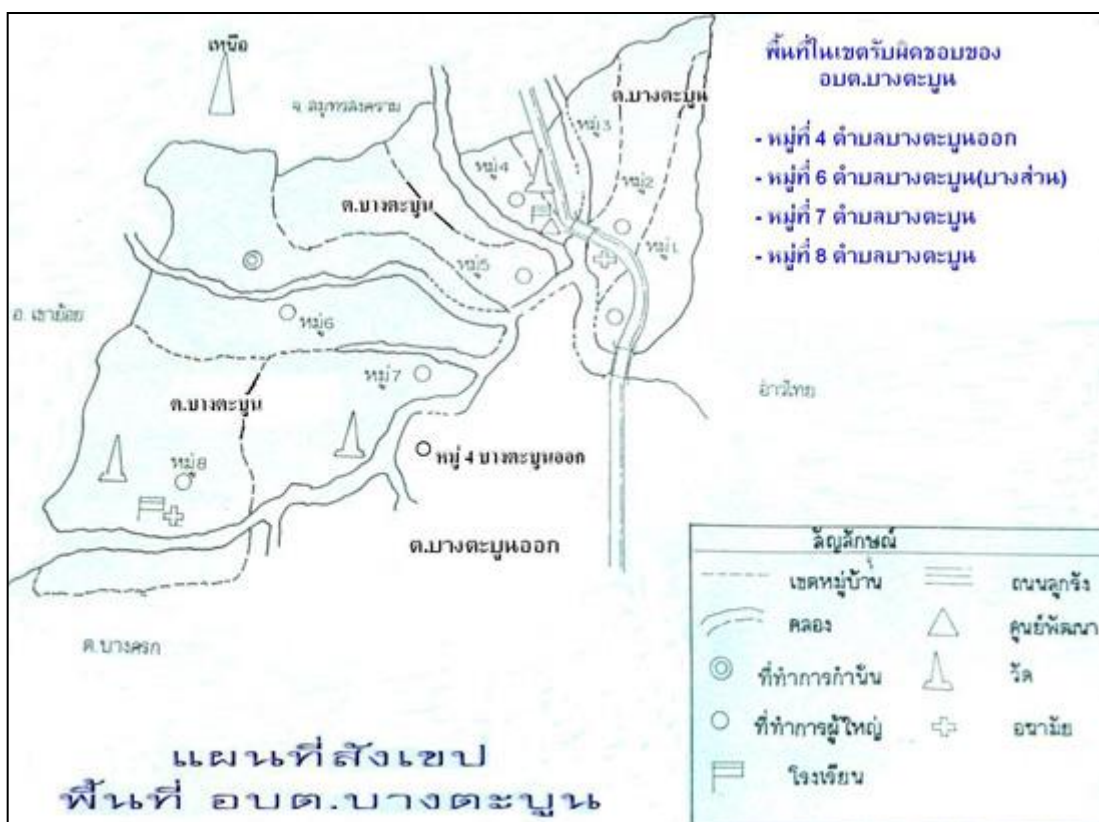 เหนือ
จ.สมุทรสงคราม
พื้นที่ในเขตรับผิดชอบของ
อบต.บางตะบูน
- หมู่ที่ 4 ตำบลบางตะบูนออก
- หมู่ที่ 6 ตำบลบางตะบูน(บางส่วน)
- หมู่ที่ 7 ตำบลบางตะบูน
- หมู่ที่ 8 ตำบลบางตะบูน
ต.บางตะบูน
หมู่3
หมู่4
หมู่2
ต.บางตะบูน
หมู่1
หมู่5
อ.เขาย้อย
หมู่6
หมู่7
อ่าวไทย
ต.บางตะบูน
หมู่8
หมู่ 4 บางตะบูนออก
ต.บางตะบูนออก
ต.บางครก
สัญลักษณ์
เขตหมู่บ้าน
ถนนลูกรัง
คลอง
ศูนย์พัฒนา
ที่ทำการกำนัน
วัด
ที่ทำการผู้ใหญ่
อนามัย
โรงเรียน
แผนที่สังเขป
พื้นที่ อบต.บางตะบูน